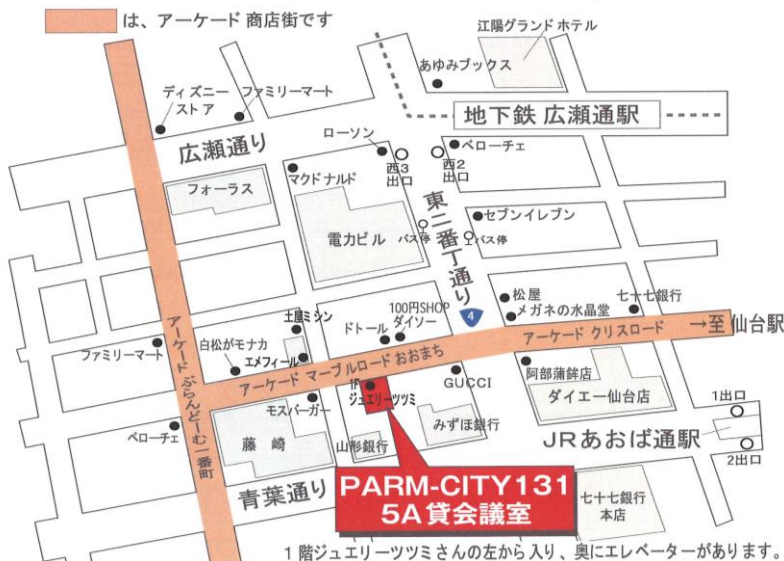 は、アーケード商店街です
江陽グランドホテル
あゆみブックス
ディズニー
ストア
ファミリーマート
地下鉄 広瀬通駅
広瀬通り
ローソン
西3
出口
西2
出口
ベローチェ
フォーラス
マクドナルド
電力ビル
バス停
バス停
東二番丁通り
セブンイレブン
4
松屋
メガネの水晶堂
七十七銀行
土屋ミシン
100円SHOP
ダイソー
ドトール
アーケード クリスロード
→至 仙台駅
ファミリーマート
白松がモナカ
エメフィール
アーケード マーブルロード おおまち
アーケード ぶらんどーむ一番町
1F
ジュエリーツツミ
GUCCI
阿部蒲鉾店
ダイエー仙台店
モスバーガー
ベローチェ
藤崎
山形銀行
みずほ銀行
1出口
JRあおば通駅
2出口
青葉通り
PARM-CITY131
5A貸会議室
七十七銀行
本店
1階ジュエリーツツミさんの左から入り、奥にエレベーターがあります。